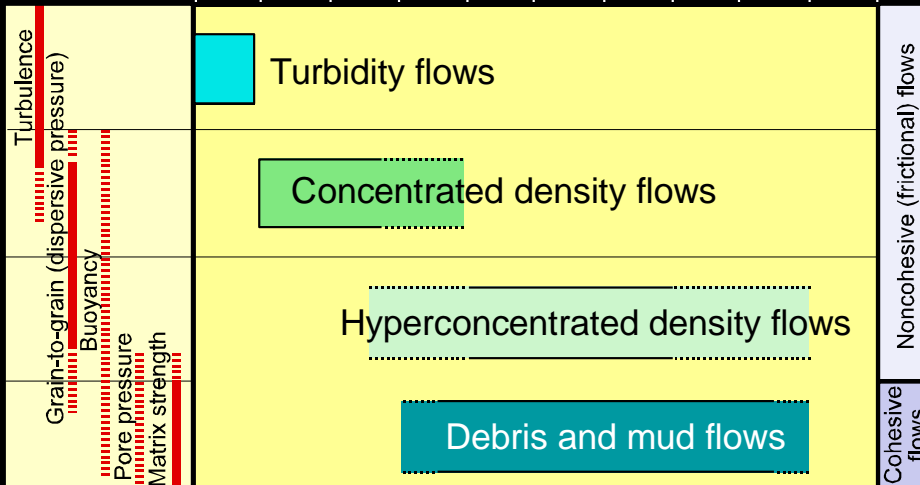 Turbulence
Grain-to-grain (dispersive pressure)
Buoyancy
Pore pressure
Matrix strength
Turbidity flows
Concentrated density flows
Hyperconcentrated density flows
Debris and mud flows
Noncohesive (frictional) flows
Cohesive
flows